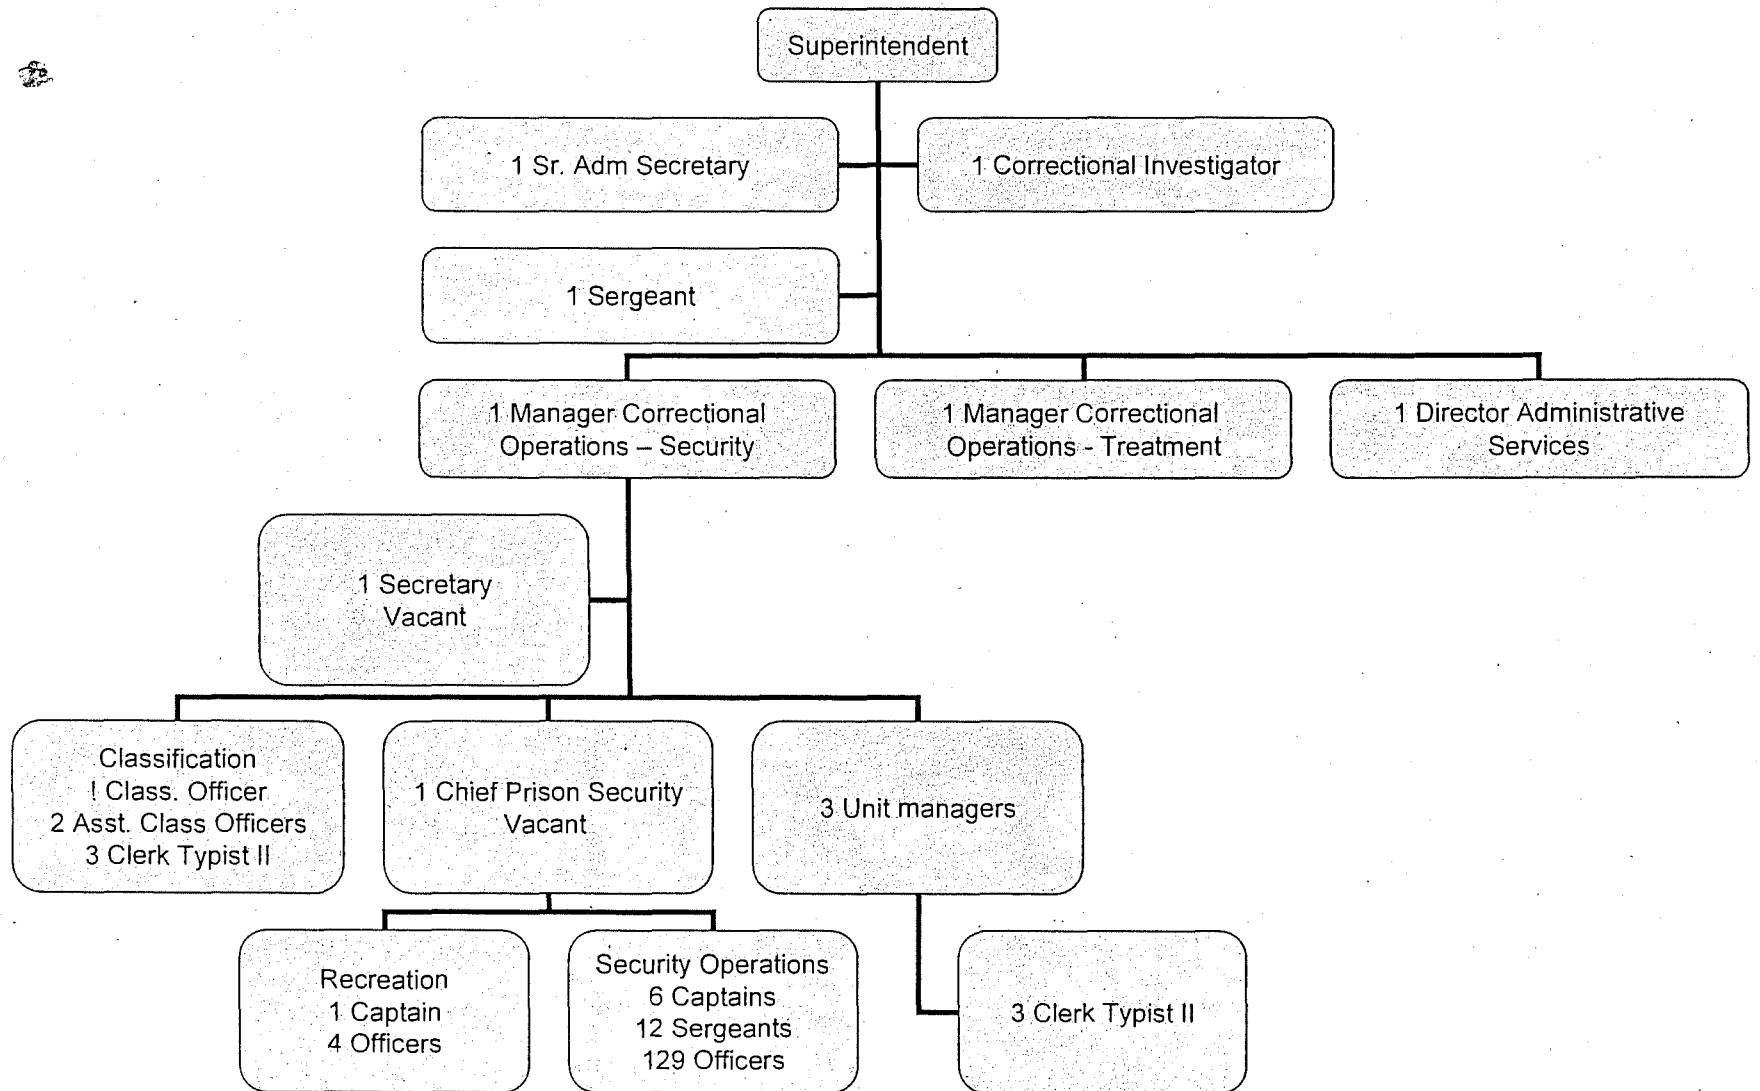 Superintendent
1 Sr. Adm Secretary
1 Correctional Investigator
1 Sergeant
1 Manager Correctional
Operations – Security
1 Manager Correctional
Operations - Treatment
1 Director Administrative
Services
1 Secretary
Vacant
Classification
! Class. Officer
2 Asst. Class Officers
3 Clerk Typist II
1 Chief Prison Security
Vacant
3 Unit managers
Recreation
1 Captain
4 Officers
Security Operations
6 Captains
12 Sergeants
129 Officers
3 Clerk Typist II